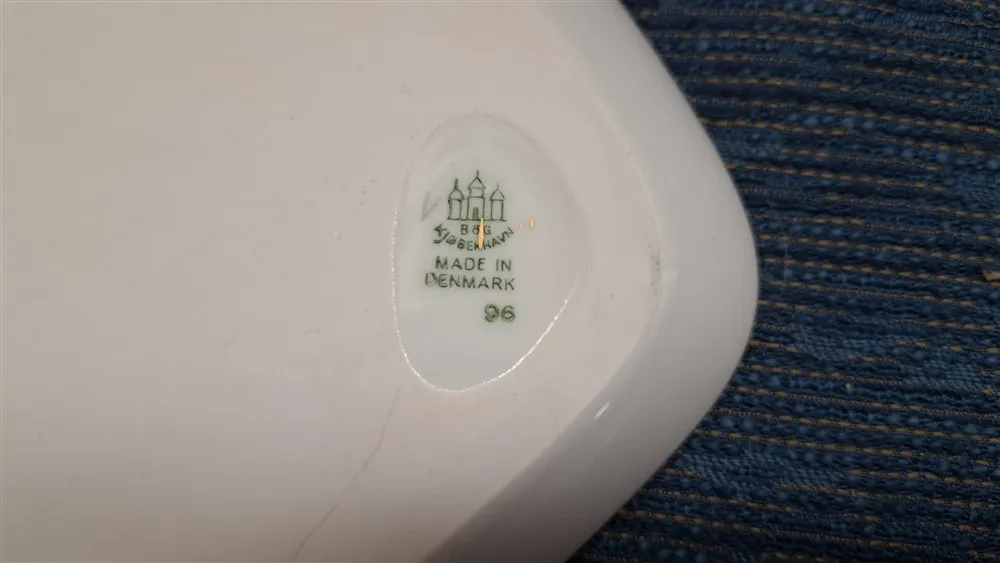 B&G
KJØBENHAVN
MADE IN
DENMARK
96